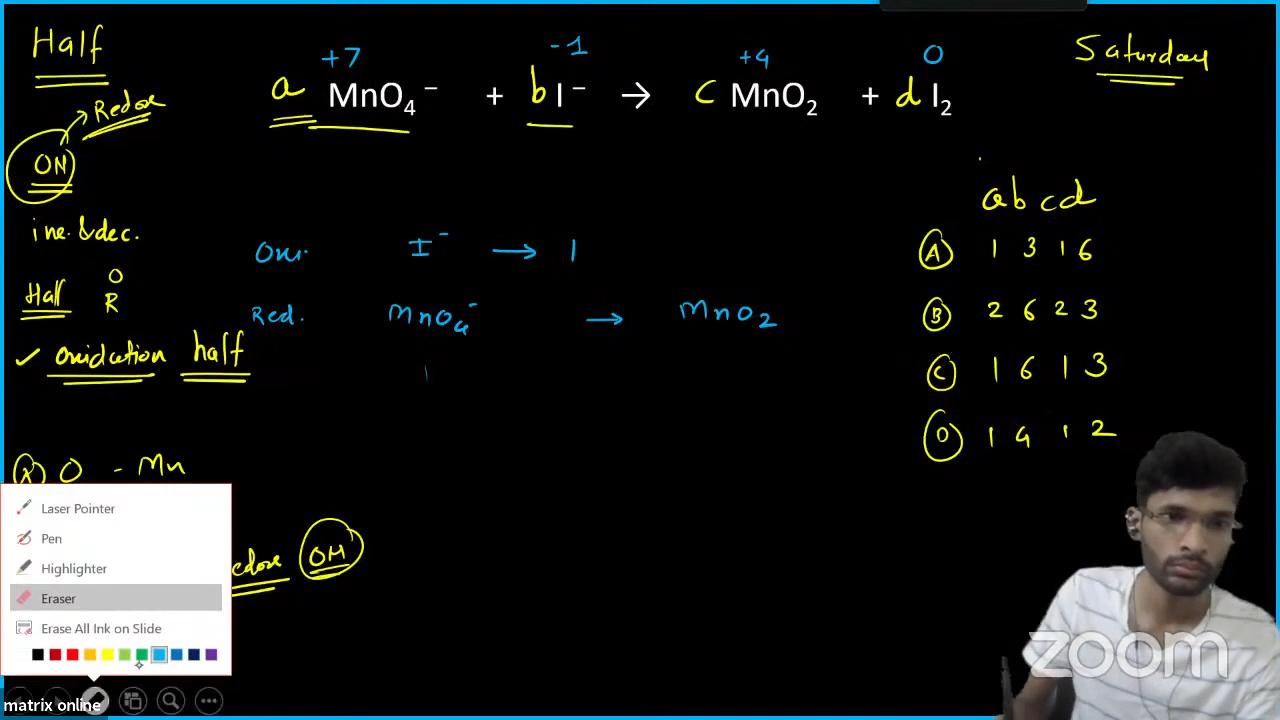 Half
Saturday
+7 -1 +4 0
a MnO₄⁻ + b I⁻ → c MnO₂ + d I₂
Redox
ON
inc. & dec.
Half O
R
✓ oxidation half
Oxi. I⁻ → I
Red. MnO₄⁻ → MnO₂
a b c d
A 1 3 1 6
B 2 6 2 3
C 1 6 1 3
D 1 4 1 2
O - Mn
edox OH
Laser Pointer
Pen
Highlighter
Eraser
Erase All Ink on Slide
matrix online
zoom